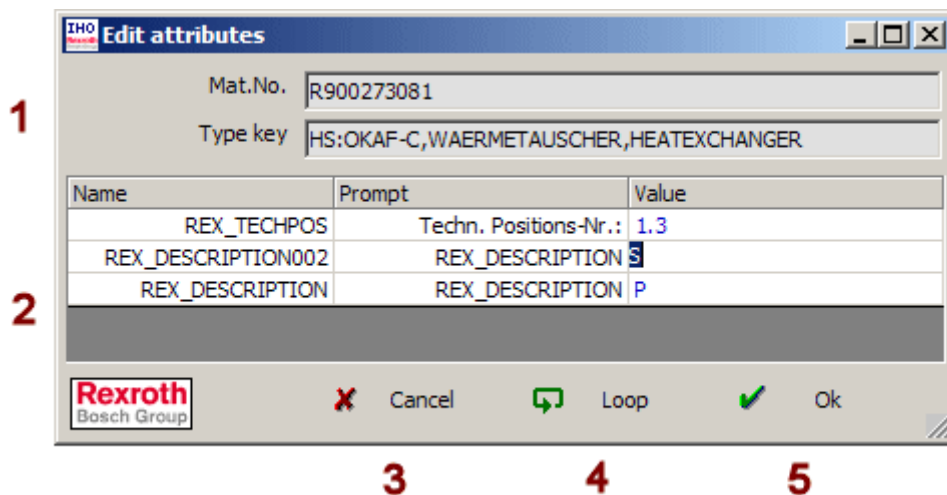 IHO Edit attributes
Mat.No. R900273081
1
Type key HS:OKAF-C,WAERMETAUSCHER,HEATEXCHANGER
Name Prompt Value
REX_TECHPOS Techn. Positions-Nr.: 1.3
REX_DESCRIPTION002 REX_DESCRIPTION S
2 REX_DESCRIPTION REX_DESCRIPTION P
Rexroth
Bosch Group
Cancel Loop Ok
3 4 5